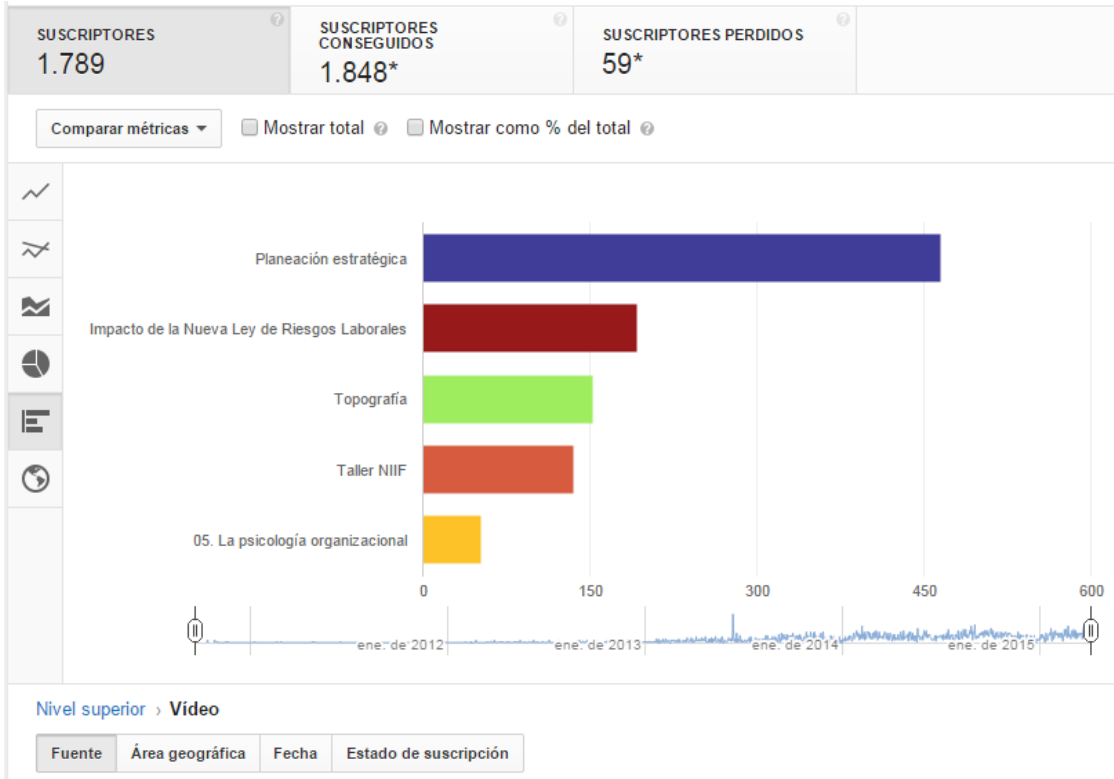 SUSCRIPTORES
1.789
SUSCRIPTORES
CONSEGUIDOS
1.848*
SUSCRIPTORES PERDIDOS
59*
Comparar métricas
Mostrar total
Mostrar como % del total
Planeación estratégica
Impacto de la Nueva Ley de Riesgos Laborales
Topografía
Taller NIIF
05. La psicología organizacional
0 150 300 450 600
ene. de 2012 ene. de 2013 ene. de 2014 ene. de 2015
Nivel superior › Vídeo
Fuente Área geográfica Fecha Estado de suscripción